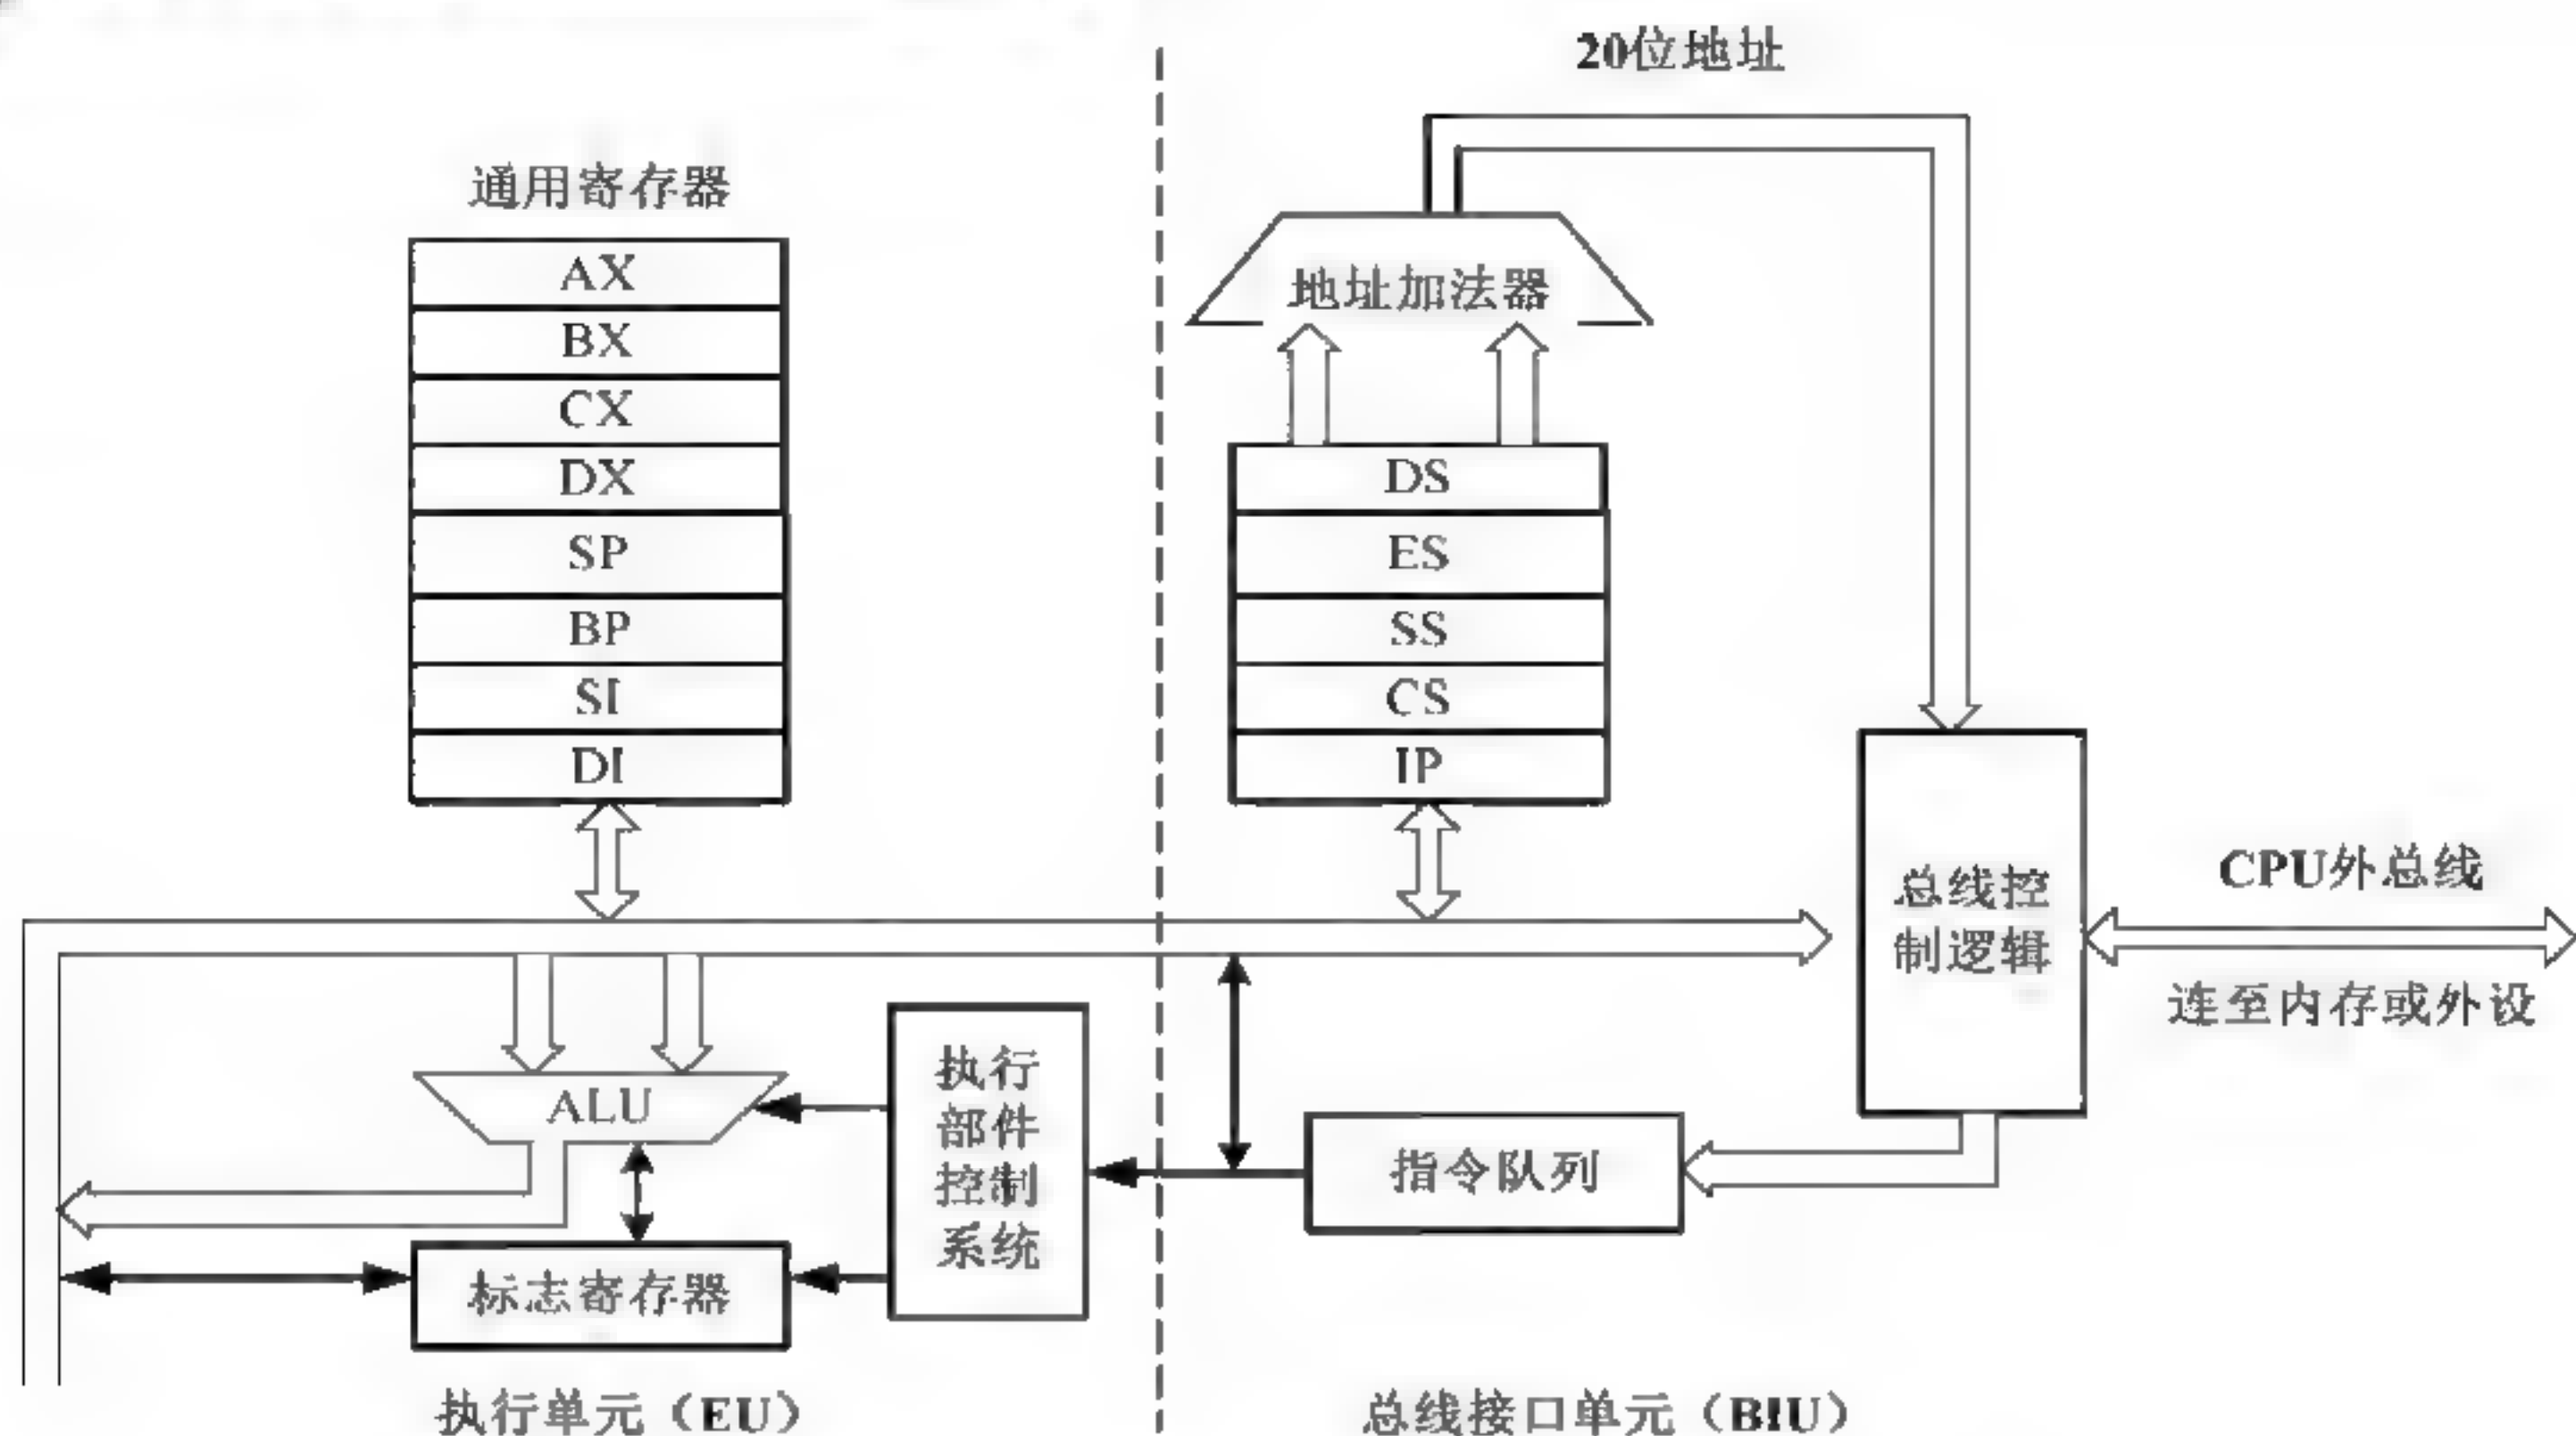 20位地址
通用寄存器
AX
BX
CX
DX
SP
BP
SI
DI
地址加法器
DS
ES
SS
CS
IP
总线控
制逻辑
CPU外总线
连至内存或外设
ALU
执行
部件
控制
系统
指令队列
标志寄存器
执行单元（EU）
总线接口单元（BIU）